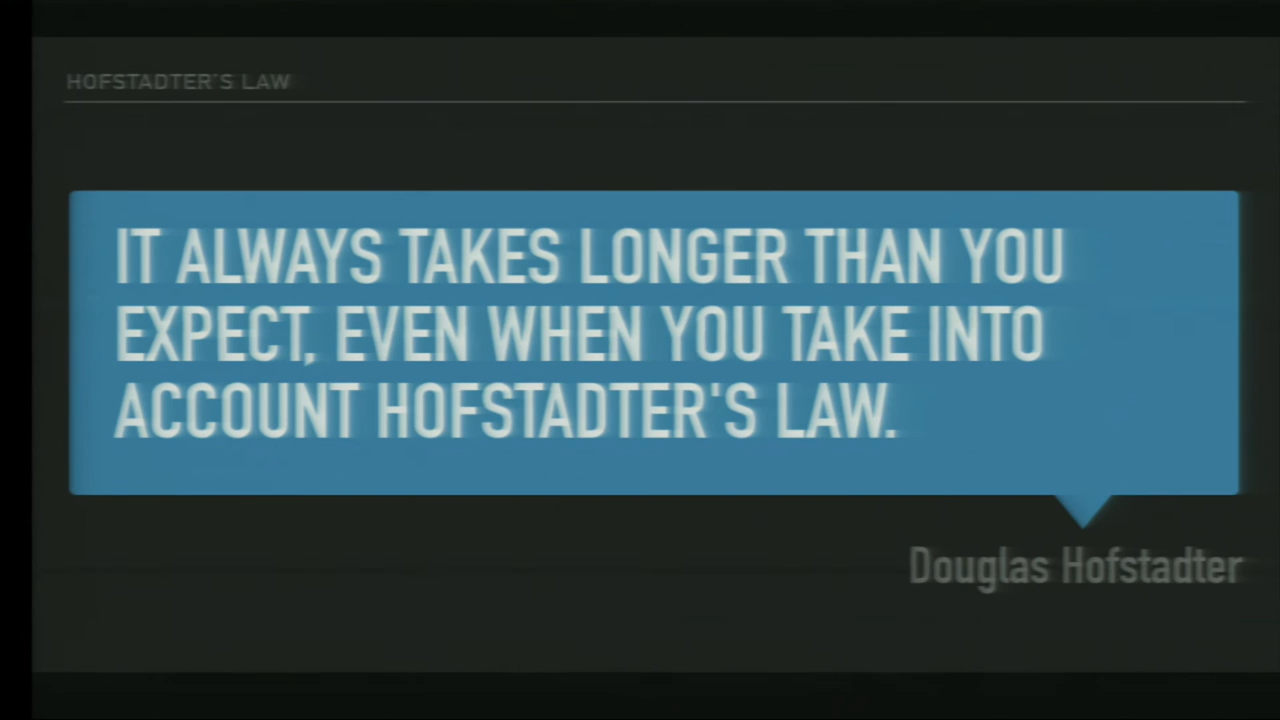 HOFSTADTER'S LAW
IT ALWAYS TAKES LONGER THAN YOU
EXPECT, EVEN WHEN YOU TAKE INTO
ACCOUNT HOFSTADTER'S LAW.
Douglas Hofstadter